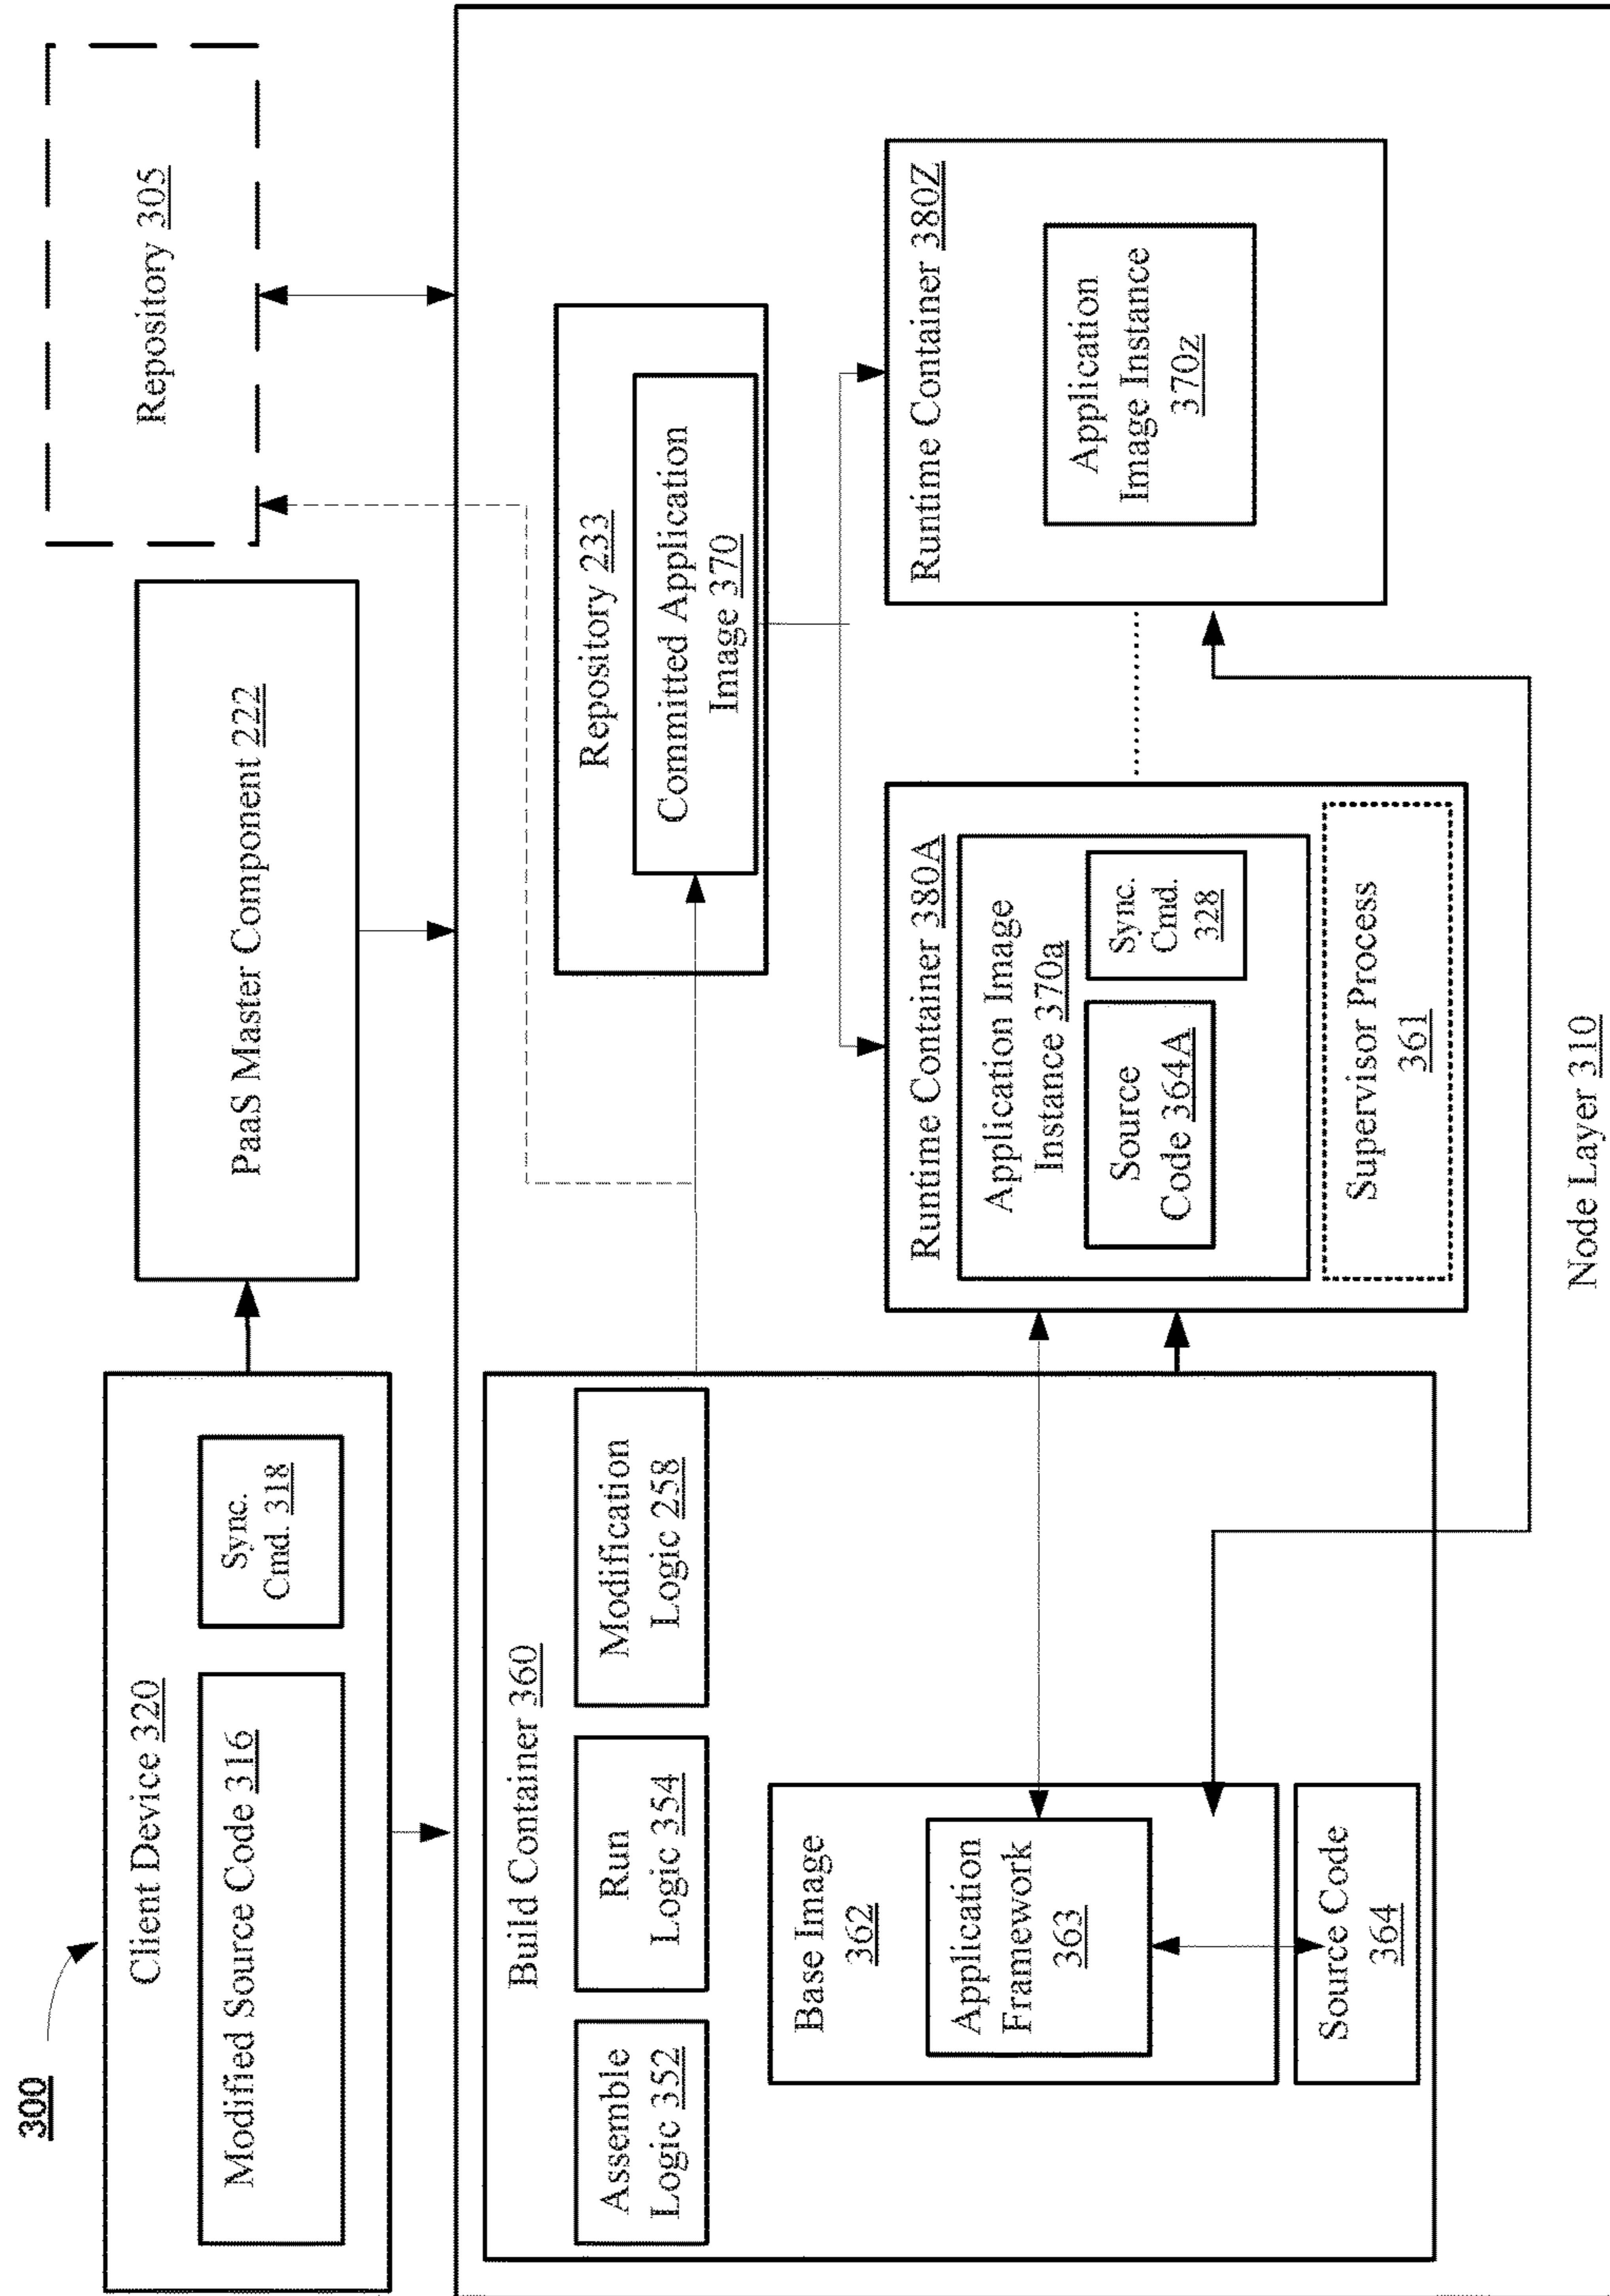 300
Client Device 320
Modified Source Code 316
Sync.
Cmd. 318
PaaS Master Component 222
Repository 305
Build Container 360
Assemble
Logic 352
Run
Logic 354
Modification
Logic 258
Base Image
362
Application
Framework
363
Source Code
364
Repository 233
Committed Application
Image 370
Runtime Container 380A
Application Image
Instance 370a
Source
Code 364A
Sync.
Cmd.
328
Supervisor Process
361
Runtime Container 380Z
Application
Image Instance
370z
Node Layer 310